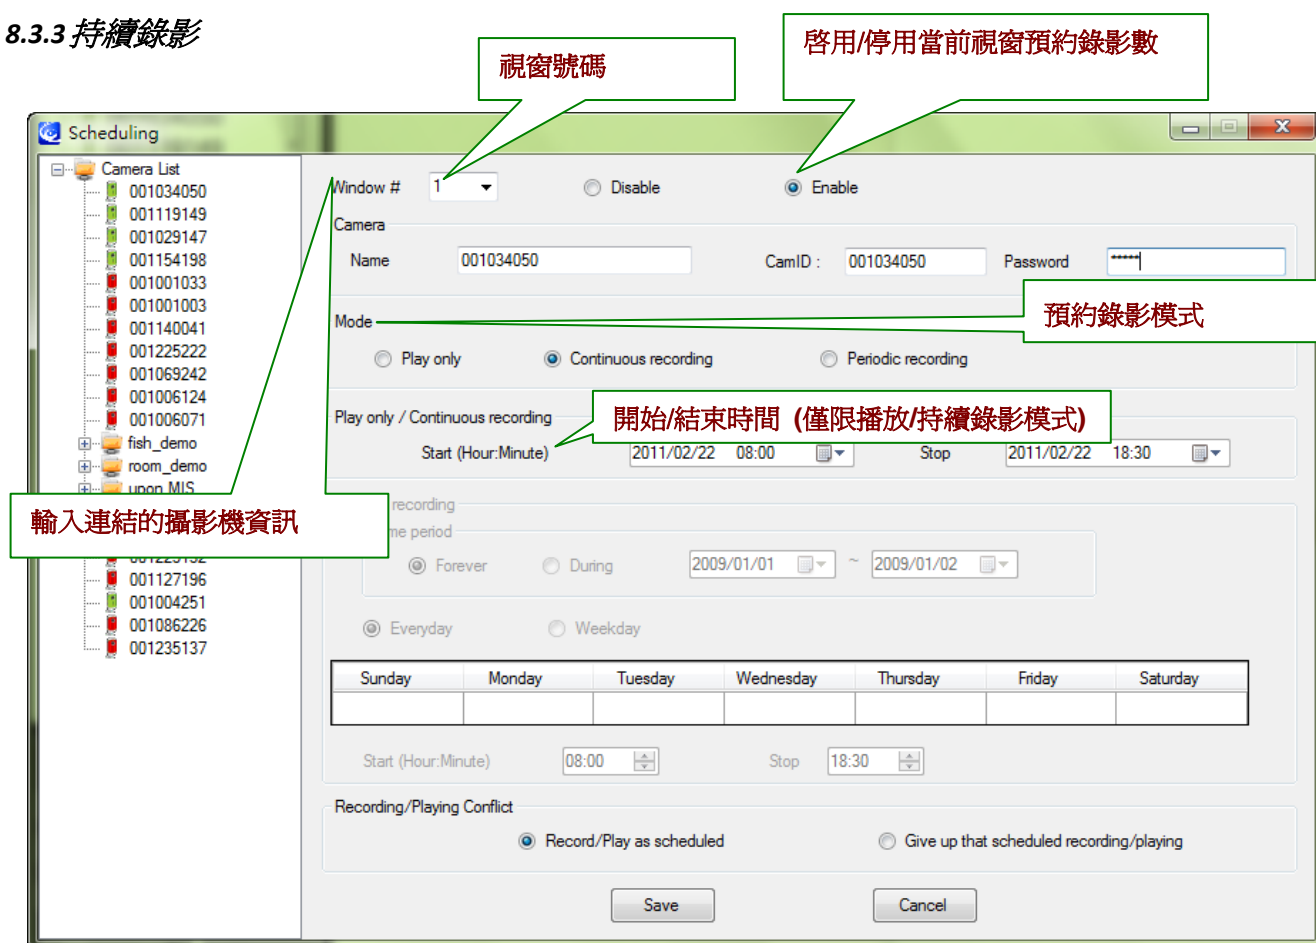 8.3.3 持續錄影
視窗號碼
啓用/停用當前視窗預約錄影數
Scheduling
Camera List
001034050
001119149
001029147
001154198
001001033
001001003
001140041
001225222
001069242
001006124
001006071
fish_demo
room_demo
upon MIS
001127196
001004251
001086226
001235137
Window # 1 Disable Enable
Camera
Name 001034050 CamID : 001034050 Password *****
預約錄影模式
Mode
Play only Continuous recording Periodic recording
Play only / Continuous recording
開始/結束時間 (僅限播放/持續錄影模式)
Start (Hour:Minute) 2011/02/22 08:00 Stop 2011/02/22 18:30
輸入連結的攝影機資訊
recording
period
Forever During 2009/01/01 ~ 2009/01/02
Everyday Weekday
Sunday Monday Tuesday Wednesday Thursday Friday Saturday
Start (Hour:Minute) 08:00 Stop 18:30
Recording/Playing Conflict
Record/Play as scheduled Give up that scheduled recording/playing
Save Cancel